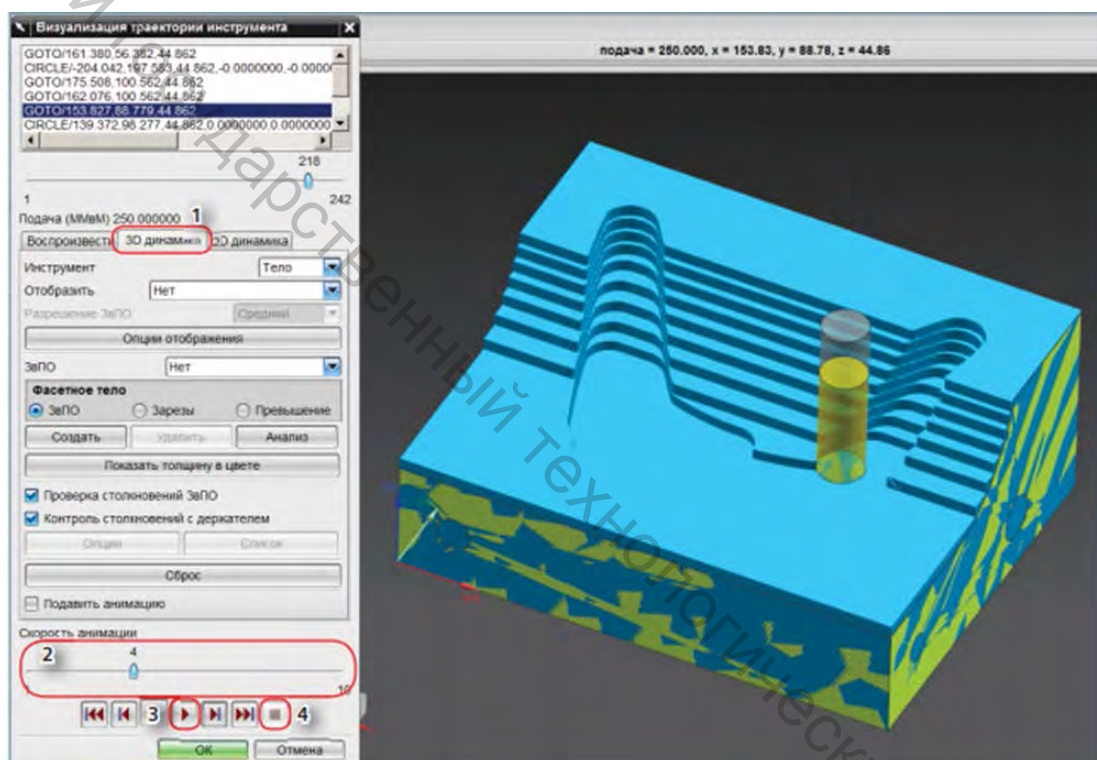 Визуализация траектории инструмента
подача = 250.000, x = 153.83, y = 88.78, z = 44.86
GOTO/161.380,56.382,44.862
CIRCLE/-204.042,197.583,44.862,-0.0000000,-0.0000
GOTO/175.508,100.562,44.862
GOTO/162.076,100.562,44.862
GOTO/153.827,88.779,44.862
CIRCLE/139.372,98.277,44.862,0.0000000,0.0000000
218
1 242
Подача (ММвМ) 250.000000 1
Воспроизвести 3D динамика 2D динамика
Инструмент Тело
Отобразить Нет
Разрешение ЗвПО Средний
Опции отображения
ЗвПО Нет
Фасетное тело
ЗвПО Зарезы Превышение
Создать Удалить Анализ
Показать толщину в цвете
Проверка столкновений ЗвПО
Контроль столкновений с держателем
Опции Список
Сброс
Подавить анимацию
Скорость анимации
2 4
1 10
3 4
OK Отмена
дарственный технологически